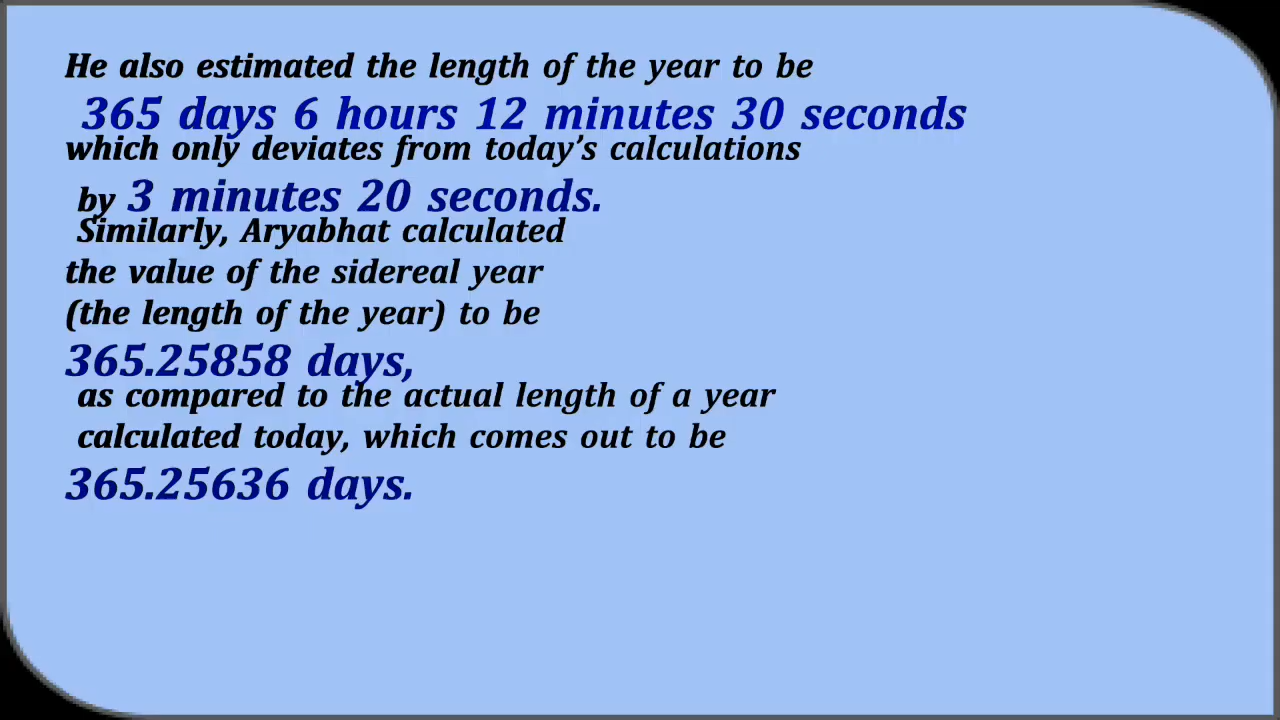 He also estimated the length of the year to be
365 days 6 hours 12 minutes 30 seconds
which only deviates from today’s calculations
by 3 minutes 20 seconds.
Similarly, Aryabhat calculated
the value of the sidereal year
(the length of the year) to be
365.25858 days,
as compared to the actual length of a year
calculated today, which comes out to be
365.25636 days.